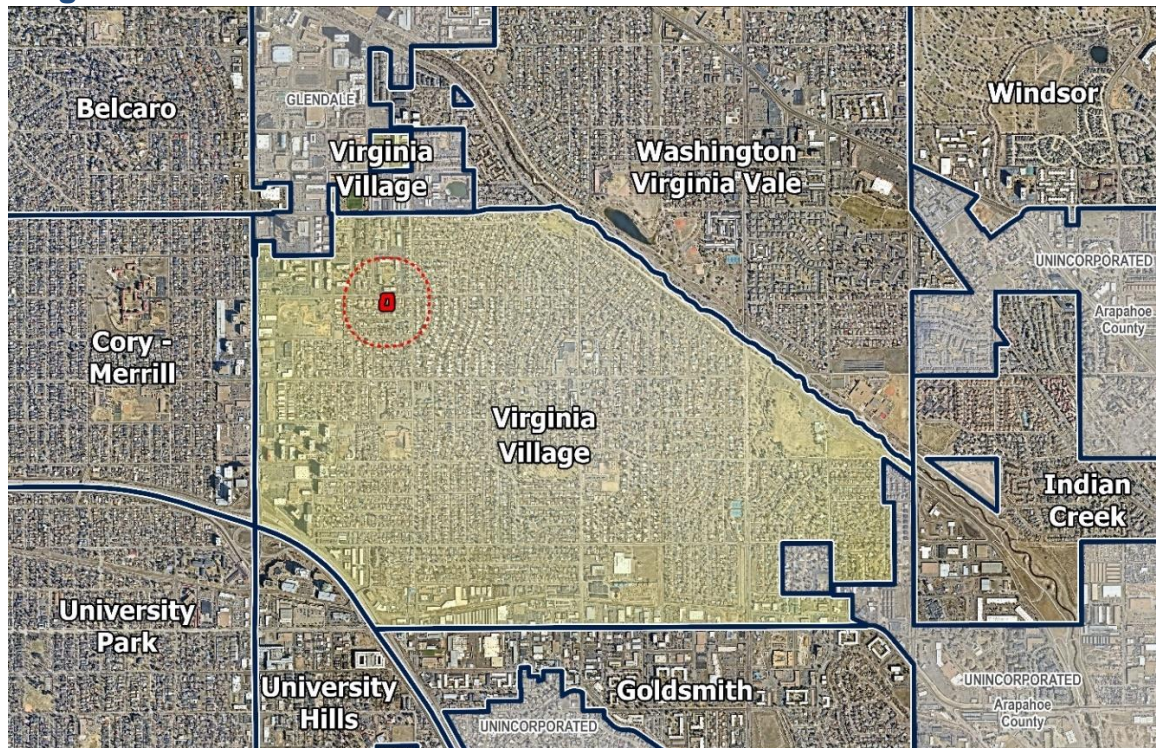 Belcaro
GLENDALE
Virginia
Village
Washington
Virginia Vale
Windsor
UNINCORPORATED
Arapahoe
County
Cory -
Merrill
Virginia
Village
Indian
Creek
University
Park
University
Hills
Goldsmith
UNINCORPORATED
UNINCORPORATED
Arapahoe
County